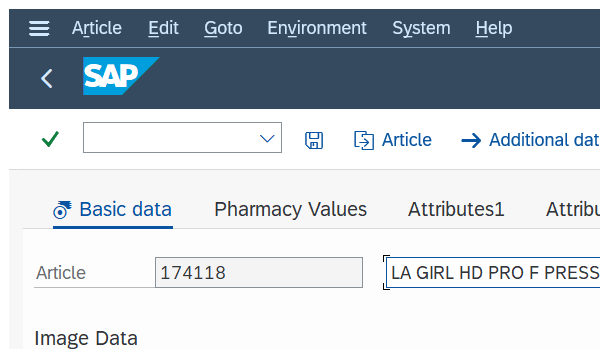 Article Edit Goto Environment System Help
SAP
Article Additional dat
Basic data Pharmacy Values Attributes1 Attribu
Article 174118 LA GIRL HD PRO F PRESS
Image Data